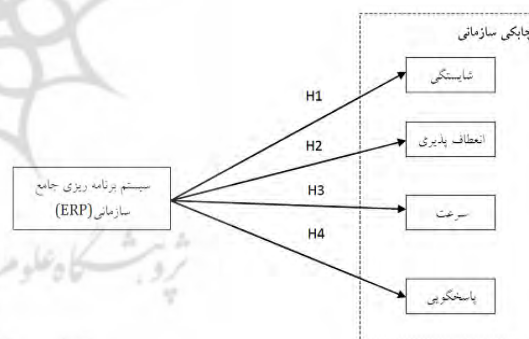 چابکی سازمانی
شایستگی
H1
انعطاف پذیری
H2
سیستم برنامه ریزی جامع
سازمانی(ERP)
H3
سرعت
H4
پاسخگویی